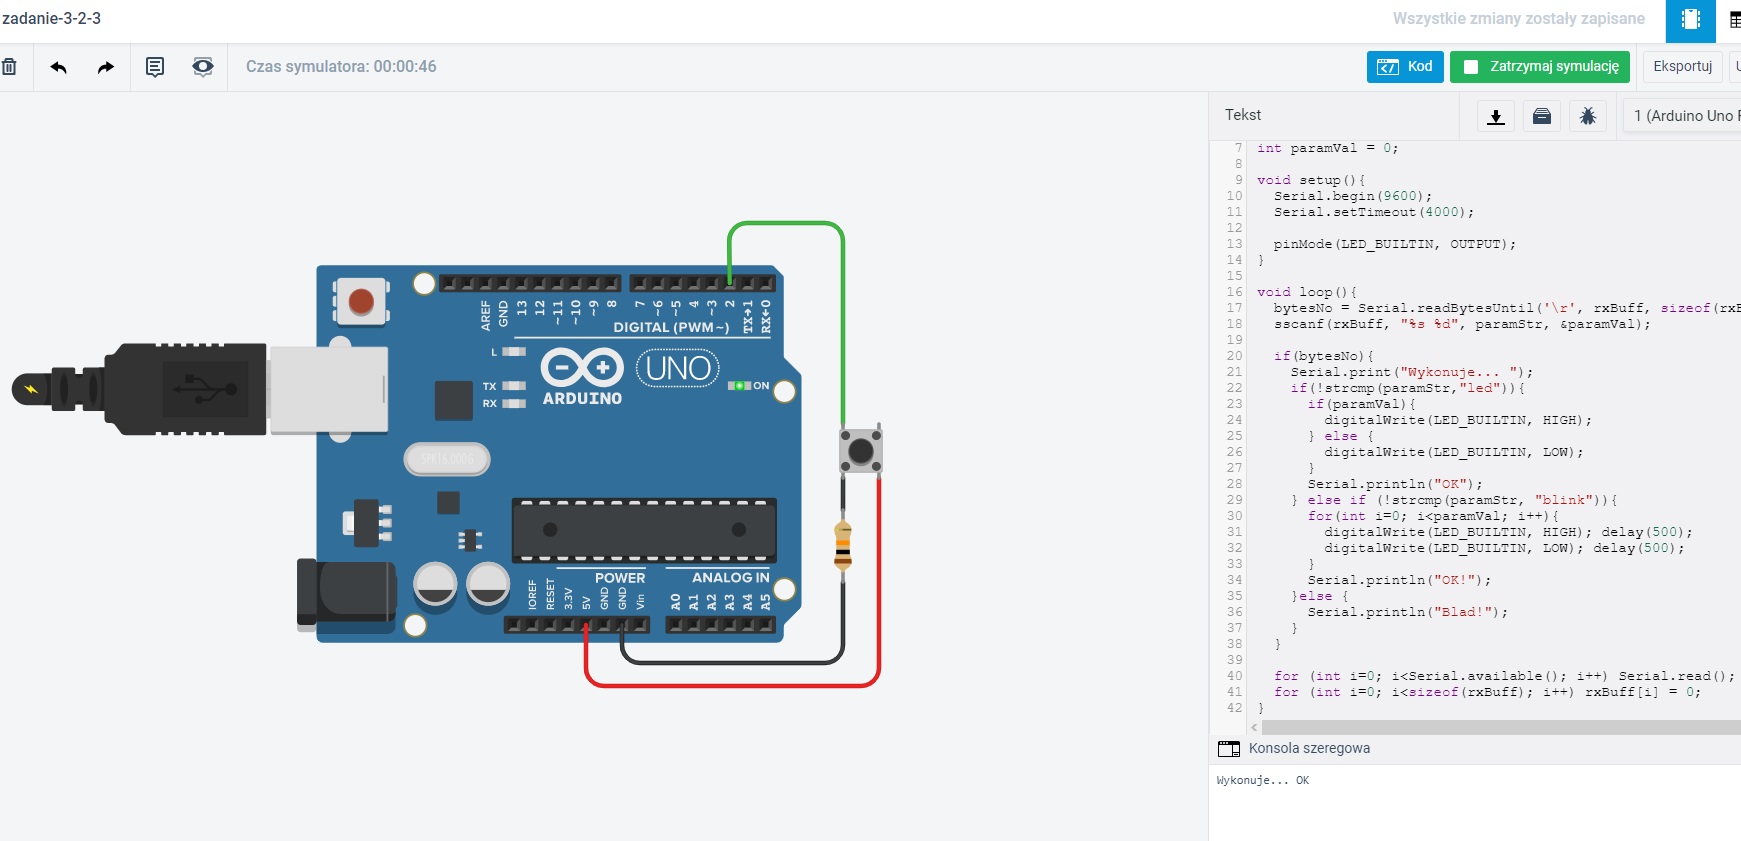 zadanie-3-2-3
Wszystkie zmiany zostały zapisane
Czas symulatora: 00:00:46
Kod
Zatrzymaj symulację
Eksportuj
Tekst
1 (Arduino Uno
7 int paramVal = 0;
8
9 void setup(){
10 Serial.begin(9600);
11 Serial.setTimeout(4000);
12
13 pinMode(LED_BUILTIN, OUTPUT);
14 }
15
16 void loop(){
17 bytesNo = Serial.readBytesUntil('\r', rxBuff, sizeof(rxB
18 sscanf(rxBuff, "%s %d", paramStr, &paramVal);
19
20 if(bytesNo){
21 Serial.print("Wykonuje... ");
22 if(!strcmp(paramStr,"led")){
23 if(paramVal){
24 digitalWrite(LED_BUILTIN, HIGH);
25 } else {
26 digitalWrite(LED_BUILTIN, LOW);
27 }
28 Serial.println("OK");
29 } else if (!strcmp(paramStr, "blink")){
30 for(int i=0; i<paramVal; i++){
31 digitalWrite(LED_BUILTIN, HIGH); delay(500);
32 digitalWrite(LED_BUILTIN, LOW); delay(500);
33 }
34 Serial.println("OK!");
35 }else {
36 Serial.println("Blad!");
37 }
38 }
39
40 for (int i=0; i<Serial.available(); i++) Serial.read();
41 for (int i=0; i<sizeof(rxBuff); i++) rxBuff[i] = 0;
42 }
Konsola szeregowa
Wykonuje... OK
AREF GND 13 12 ~11 ~10 ~9 8 7 ~6 ~5 4 ~3 2 TX→1 RX←0
DIGITAL (PWM~)
L
TX
RX
ARDUINO
UNO
ON
SPK16.000G
POWER
ANALOG IN
IOREF RESET 3.3V 5V GND GND Vin A0 A1 A2 A3 A4 A5